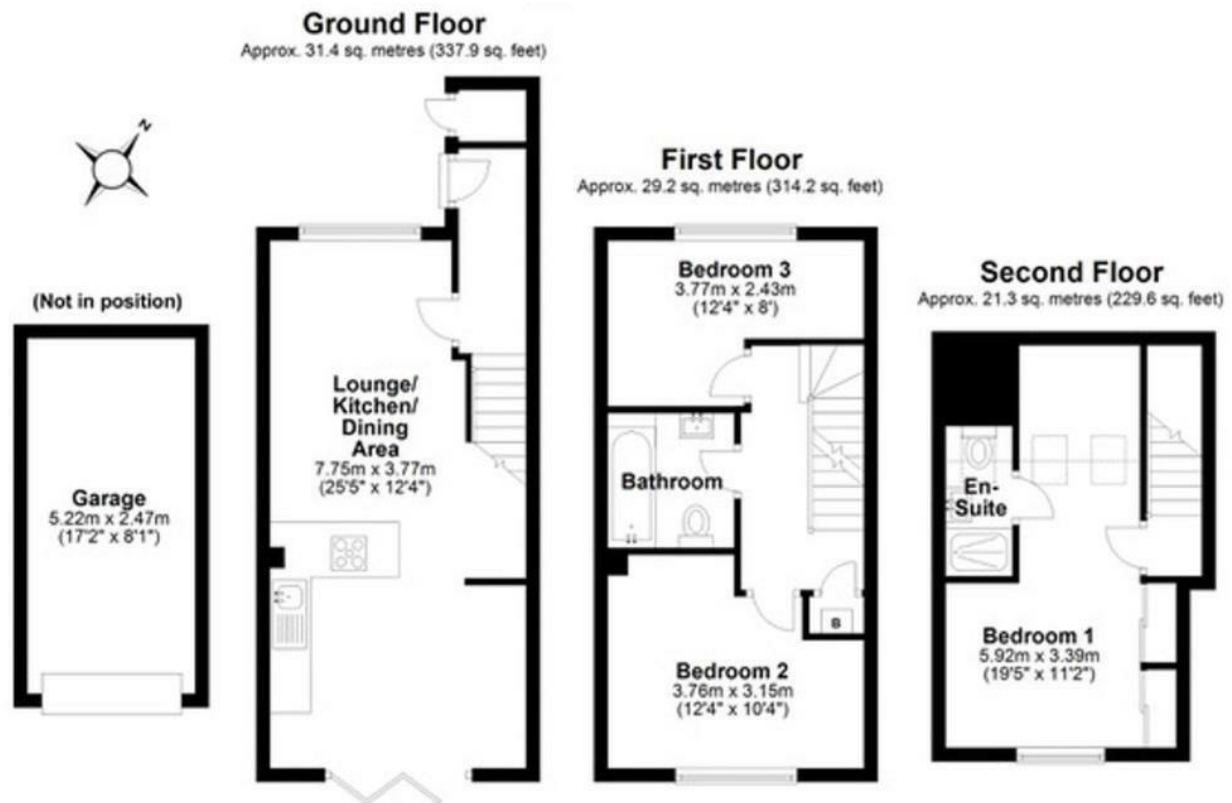 Ground Floor
Approx. 31.4 sq. metres (337.9 sq. feet)
N
(Not in position)
Garage
5.22m x 2.47m
(17'2" x 8'1")
Lounge/
Kitchen/
Dining
Area
7.75m x 3.77m
(25'5" x 12'4")
First Floor
Approx. 29.2 sq. metres (314.2 sq. feet)
Bedroom 3
3.77m x 2.43m
(12'4" x 8')
Bathroom
B
Bedroom 2
3.76m x 3.15m
(12'4" x 10'4")
Second Floor
Approx. 21.3 sq. metres (229.6 sq. feet)
En-
Suite
Bedroom 1
5.92m x 3.39m
(19'5" x 11'2")